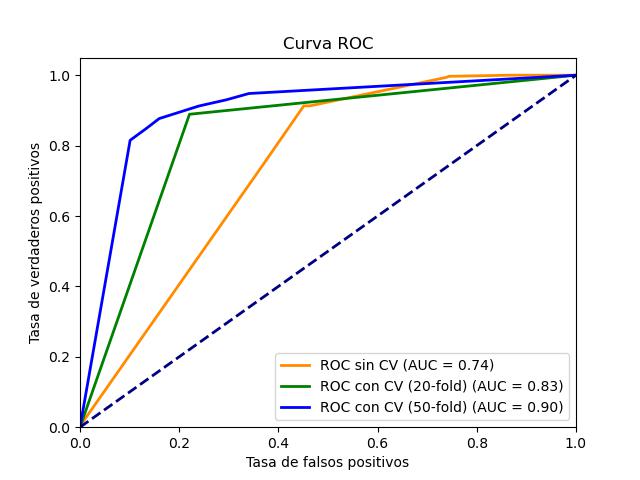 Curva ROC
1.0
0.8
0.6
0.4
0.2
0.0
Tasa de verdaderos positivos
0.0 0.2 0.4 0.6 0.8 1.0
Tasa de falsos positivos
ROC sin CV (AUC = 0.74)
ROC con CV (20-fold) (AUC = 0.83)
ROC con CV (50-fold) (AUC = 0.90)